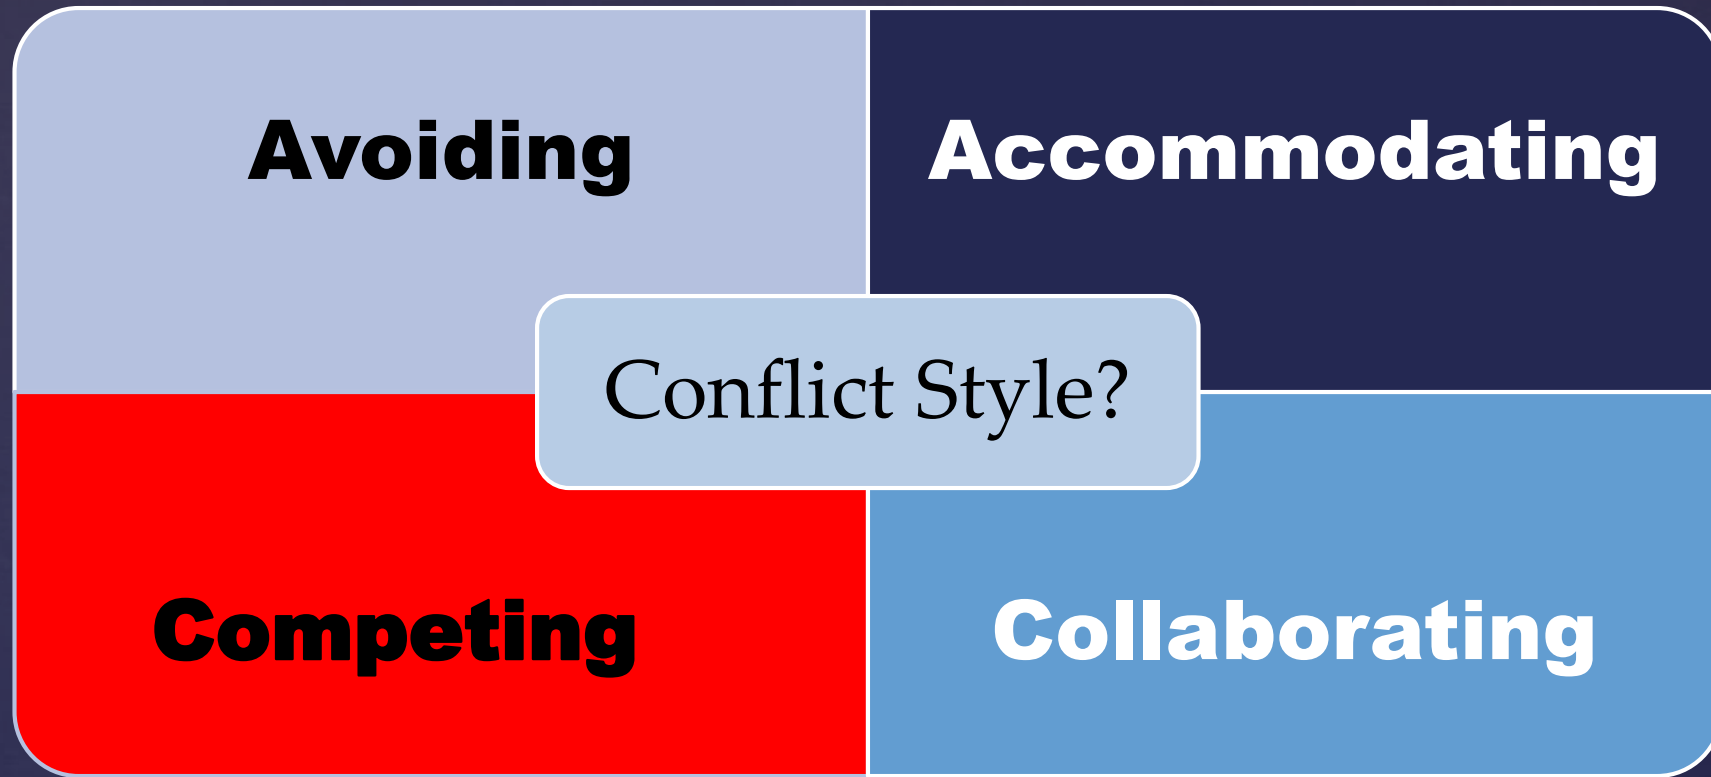 Avoiding
Accommodating
Conflict Style?
Competing
Collaborating